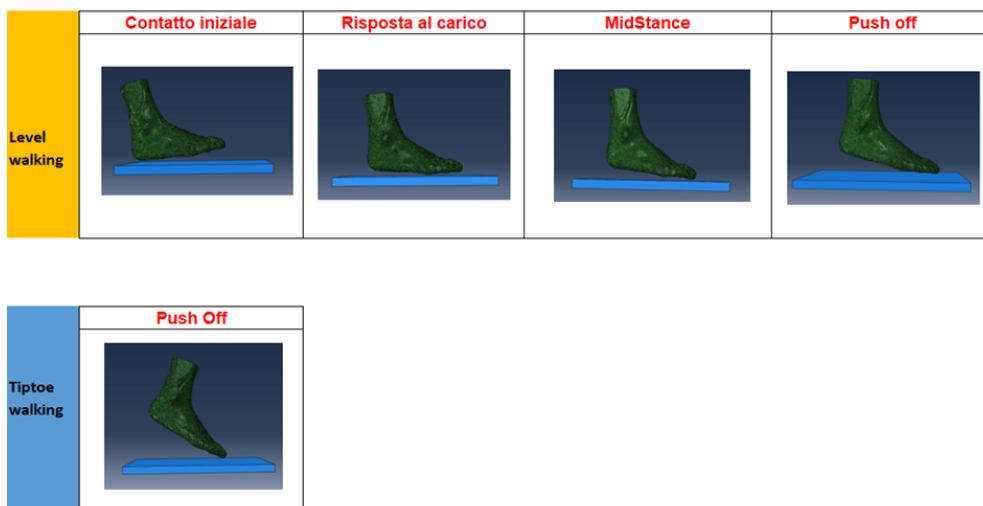 Contatto iniziale
Risposta al carico
MidStance
Push off
Level
walking
Push Off
Tiptoe
walking